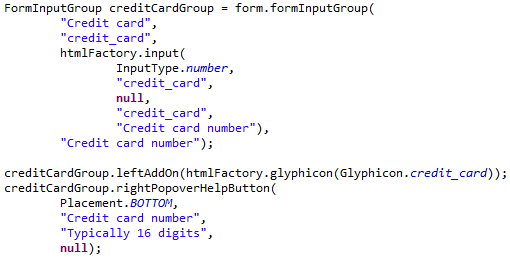 FormInputGroup creditCardGroup = form.formInputGroup(
"Credit card",
"credit_card",
htmlFactory.input(
InputType.number,
"credit_card",
null,
"credit_card",
"Credit card number"),
"Credit card number");
creditCardGroup.leftAddOn(htmlFactory.glyphicon(Glyphicon.credit_card));
creditCardGroup.rightPopoverHelpButton(
Placement.BOTTOM,
"Credit card number",
"Typically 16 digits",
null);